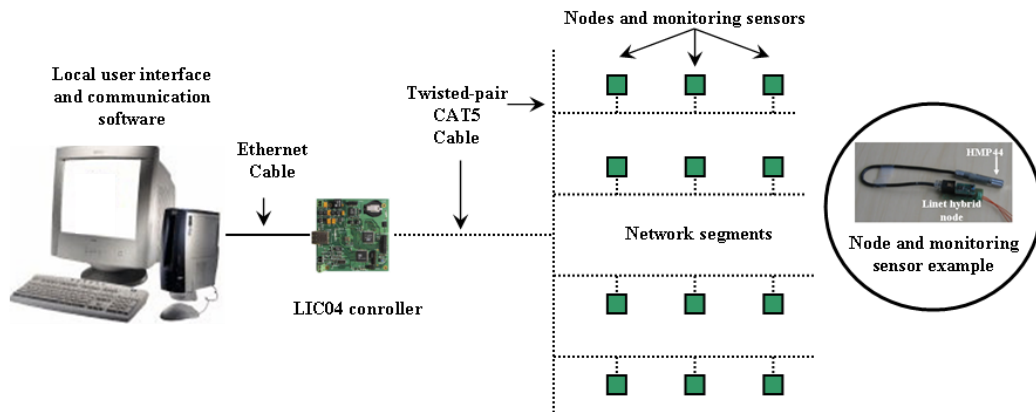 Nodes and monitoring sensors
Local user interface
and communication
software
Twisted-pair
CAT5
Cable
Ethernet
Cable
LIC04 conroller
Network segments
HMP44
Linet hybrid
node
Node and monitoring
sensor example